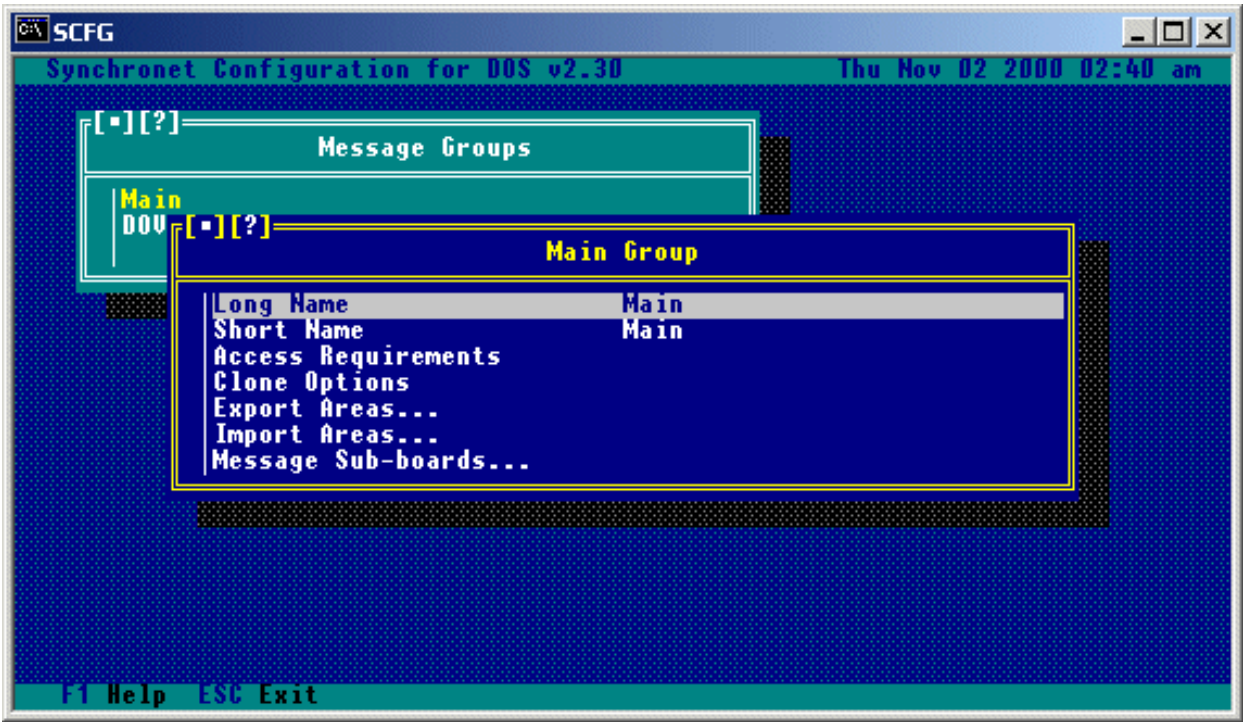 SCFG
Synchronet Configuration for DOS v2.30 Thu Nov 02 2000 02:40 am
[▪][?]
Message Groups
Main
DOV
[▪][?]
Main Group
Long Name Main
Short Name Main
Access Requirements
Clone Options
Export Areas...
Import Areas...
Message Sub-boards...
F1 Help ESC Exit